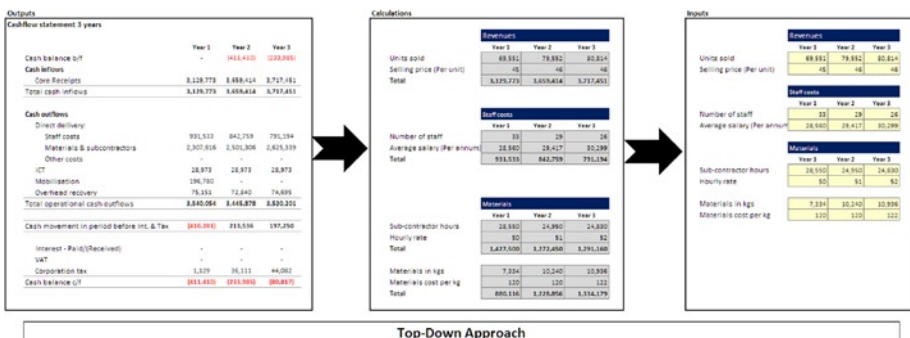 Outputs
Cashflow statement 3 years
Year 1 Year 2 Year 3
Cash balance b/f - (411,410) (233,985)
Cash inflows
Core Receipts 3,129,773 3,659,414 3,717,451
Total cash inflows 3,129,773 3,659,414 3,717,451
Cash outflows
Direct delivery:
Staff costs 931,533 842,759 791,194
Materials & subcontractors 2,307,616 2,501,306 2,625,339
Other costs - - -
ICT 28,973 28,973 28,973
Mobilisation 196,780 - -
Overhead recovery 75,151 72,840 74,695
Total operational cash outflows 3,540,054 3,445,878 3,520,201
Cash movement in period before Int. & Tax (410,281) 213,536 197,250
Interest - Paid/(Received) - - -
VAT - - -
Corporation tax 1,129 36,111 44,082
Cash balance c/f (411,410) (233,985) (80,817)
Calculations
Revenues
Year 1 Year 2 Year 3
Units sold 69,551 79,552 80,814
Selling price (Per unit) 45 46 46
Total 3,129,773 3,659,414 3,717,451
Staff costs
Year 1 Year 2 Year 3
Number of staff 33 29 26
Average salary (Per annum) 28,560 29,417 30,299
Total 931,533 842,759 791,194
Materials
Year 1 Year 2 Year 3
Sub-contractor hours 28,550 24,950 24,830
Hourly rate 50 51 52
Total 1,427,500 1,272,450 1,291,160
Materials in kgs 7,334 10,240 10,936
Materials cost per kg 120 120 122
Total 880,116 1,228,856 1,334,179
Inputs
Revenues
Year 1 Year 2 Year 3
Units sold 69,551 79,552 80,814
Selling price (Per unit) 45 46 46
Staff costs
Year 1 Year 2 Year 3
Number of staff 33 29 26
Average salary (Per annum 28,560 29,417 30,299
Materials
Year 1 Year 2 Year 3
Sub-contractor hours 28,550 24,950 24,830
Hourly rate 50 51 52
Materials in kgs 7,334 10,240 10,936
Materials cost per kg 120 120 122
Top-Down Approach